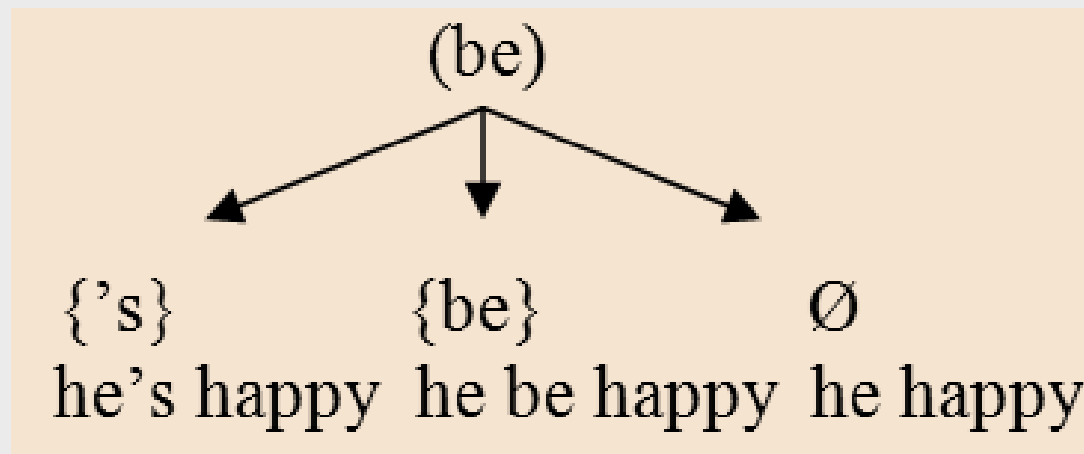 (be)
{’s} {be} Ø
he’s happy he be happy he happy